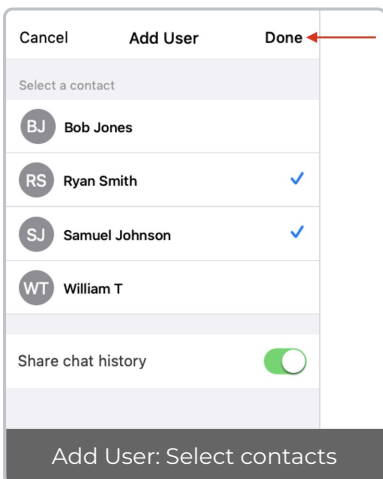 Cancel Add User Done
Select a contact
BJ Bob Jones
RS Ryan Smith
SJ Samuel Johnson
WT William T
Share chat history
Add User: Select contacts